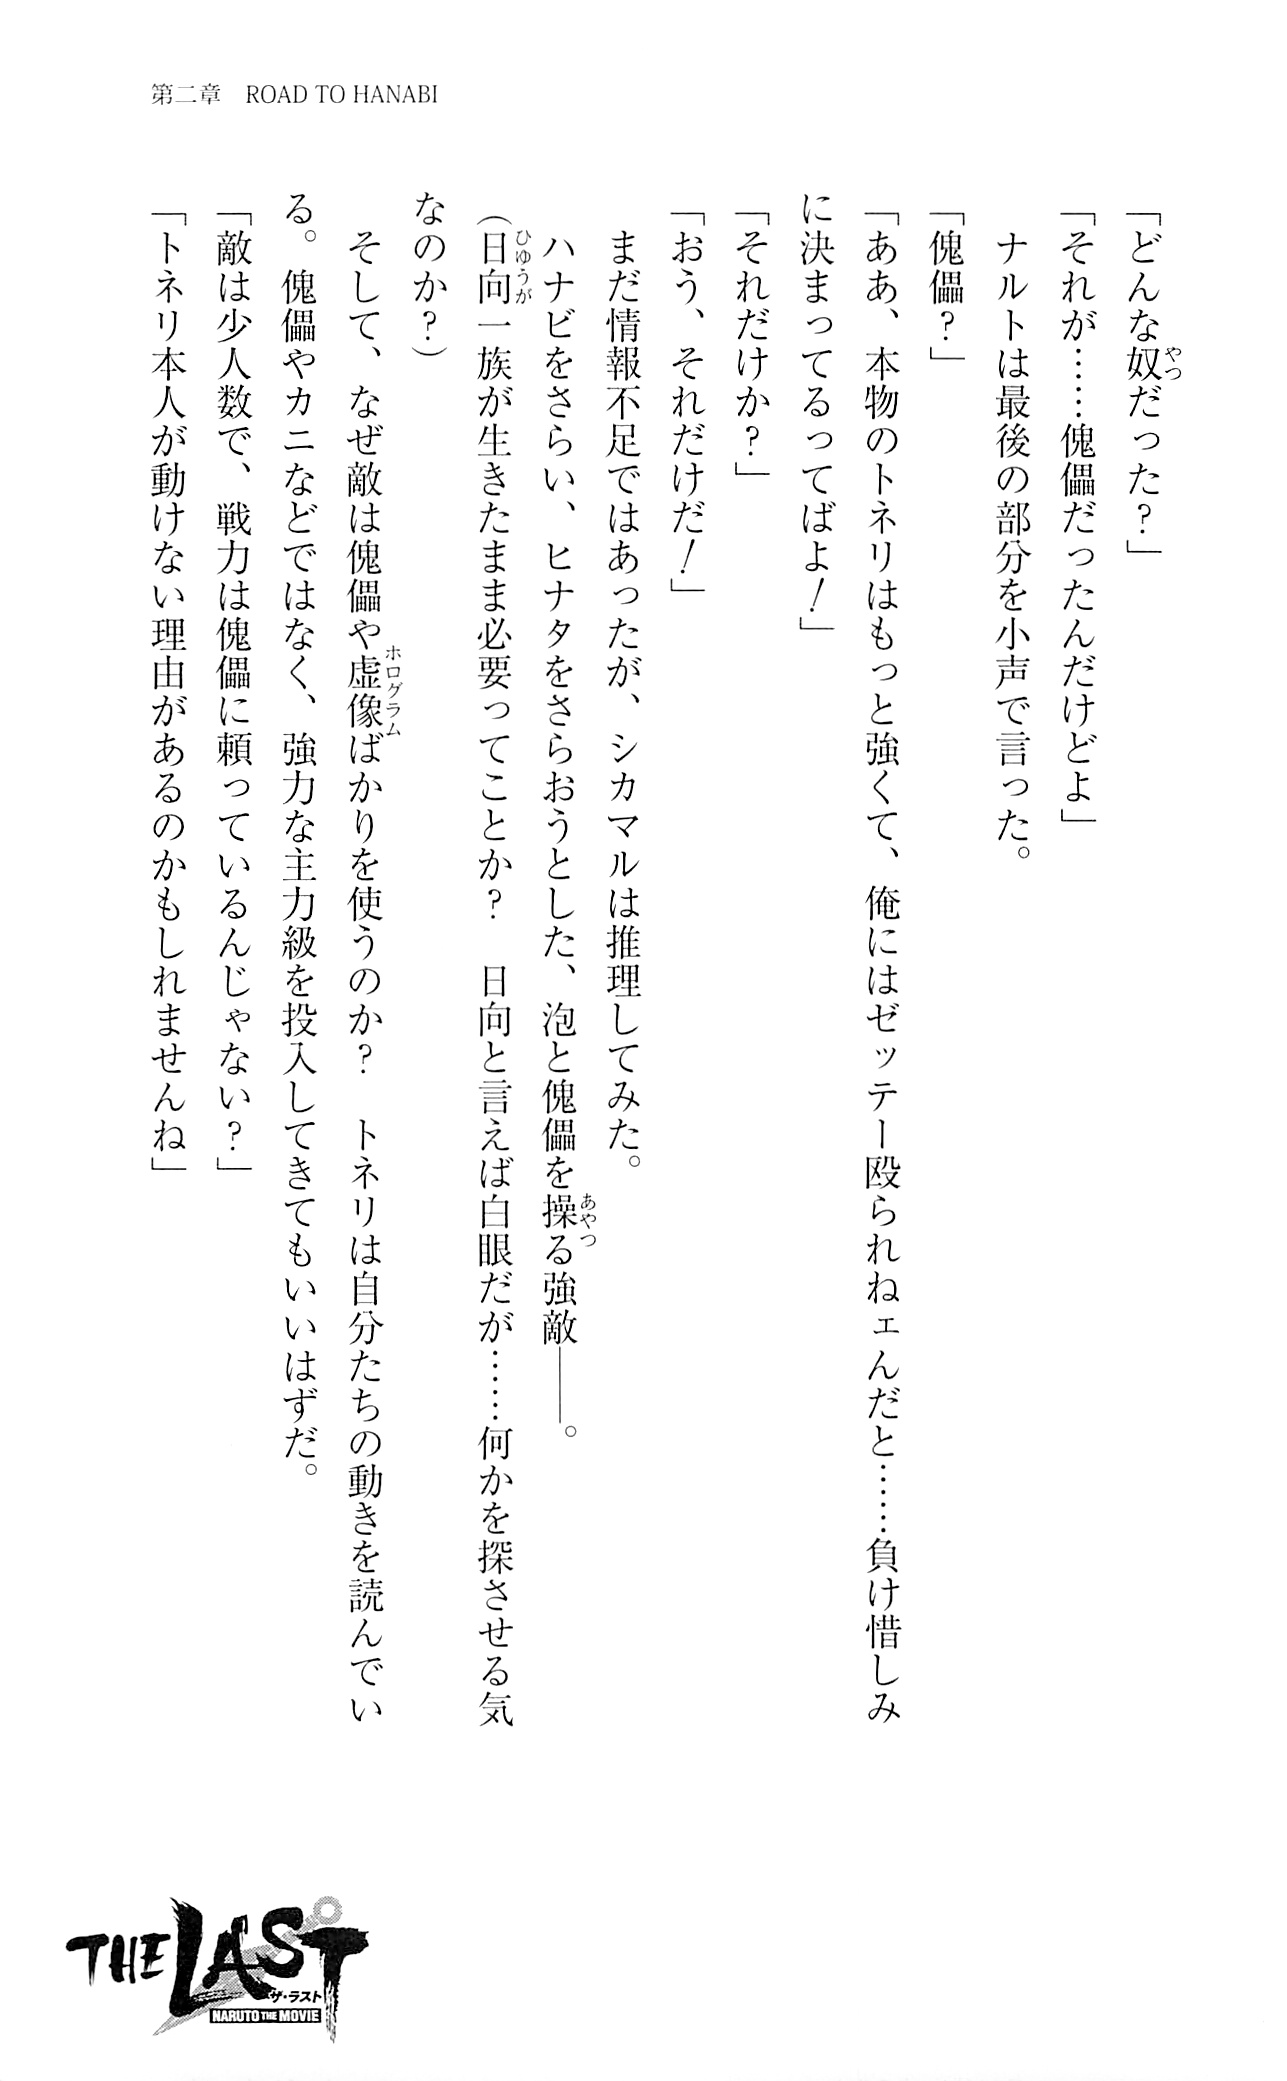 第二章　ROAD TO HANABI
「どんな奴だった？」
やつ
「それが……傀儡だったんだけどよ」
ナルトは最後の部分を小声で言った。
「傀儡？」
「ああ、本物のトネリはもっと強くて、俺にはゼッテー殴られねェんだと……負け惜しみ
に決まってるってばよ！」
「それだけか？」
「おう、それだけだ！」
まだ情報不足ではあったが、シカマルは推理してみた。
ハナビをさらい、ヒナタをさらおうとした、泡と傀儡を操る強敵――。
あやつ
（日向一族が生きたまま必要ってことか？　日向と言えば白眼だが……何かを探させる気
ひゅうが
なのか？）
そして、なぜ敵は傀儡や虚像ばかりを使うのか？　トネリは自分たちの動きを読んでい
ホログラム
る。傀儡やカニなどではなく、強力な主力級を投入してきてもいいはずだ。
「敵は少人数で、戦力は傀儡に頼っているんじゃない？」
「トネリ本人が動けない理由があるのかもしれませんね」
THE LAST
ザ・ラスト
NARUTO THE MOVIE